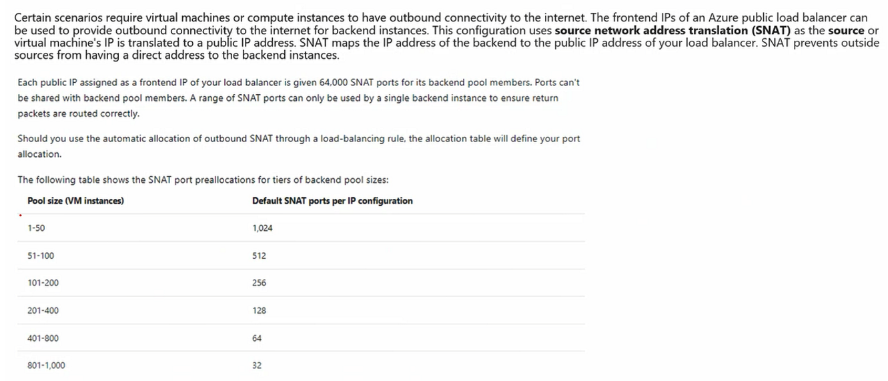 Certain scenarios require virtual machines or compute instances to have outbound connectivity to the internet. The frontend IPs of an Azure public load balancer can
be used to provide outbound connectivity to the internet for backend instances. This configuration uses source network address translation (SNAT) as the source or
virtual machine's IP is translated to a public IP address. SNAT maps the IP address of the backend to the public IP address of your load balancer. SNAT prevents outside
sources from having a direct address to the backend instances.
Each public IP assigned as a frontend IP of your load balancer is given 64,000 SNAT ports for its backend pool members. Ports can't
be shared with backend pool members. A range of SNAT ports can only be used by a single backend instance to ensure return
packets are routed correctly.
Should you use the automatic allocation of outbound SNAT through a load-balancing rule, the allocation table will define your port
allocation.
The following table shows the SNAT port preallocations for tiers of backend pool sizes:
Pool size (VM instances) Default SNAT ports per IP configuration
1-50 1,024
51-100 512
101-200 256
201-400 128
401-800 64
801-1,000 32